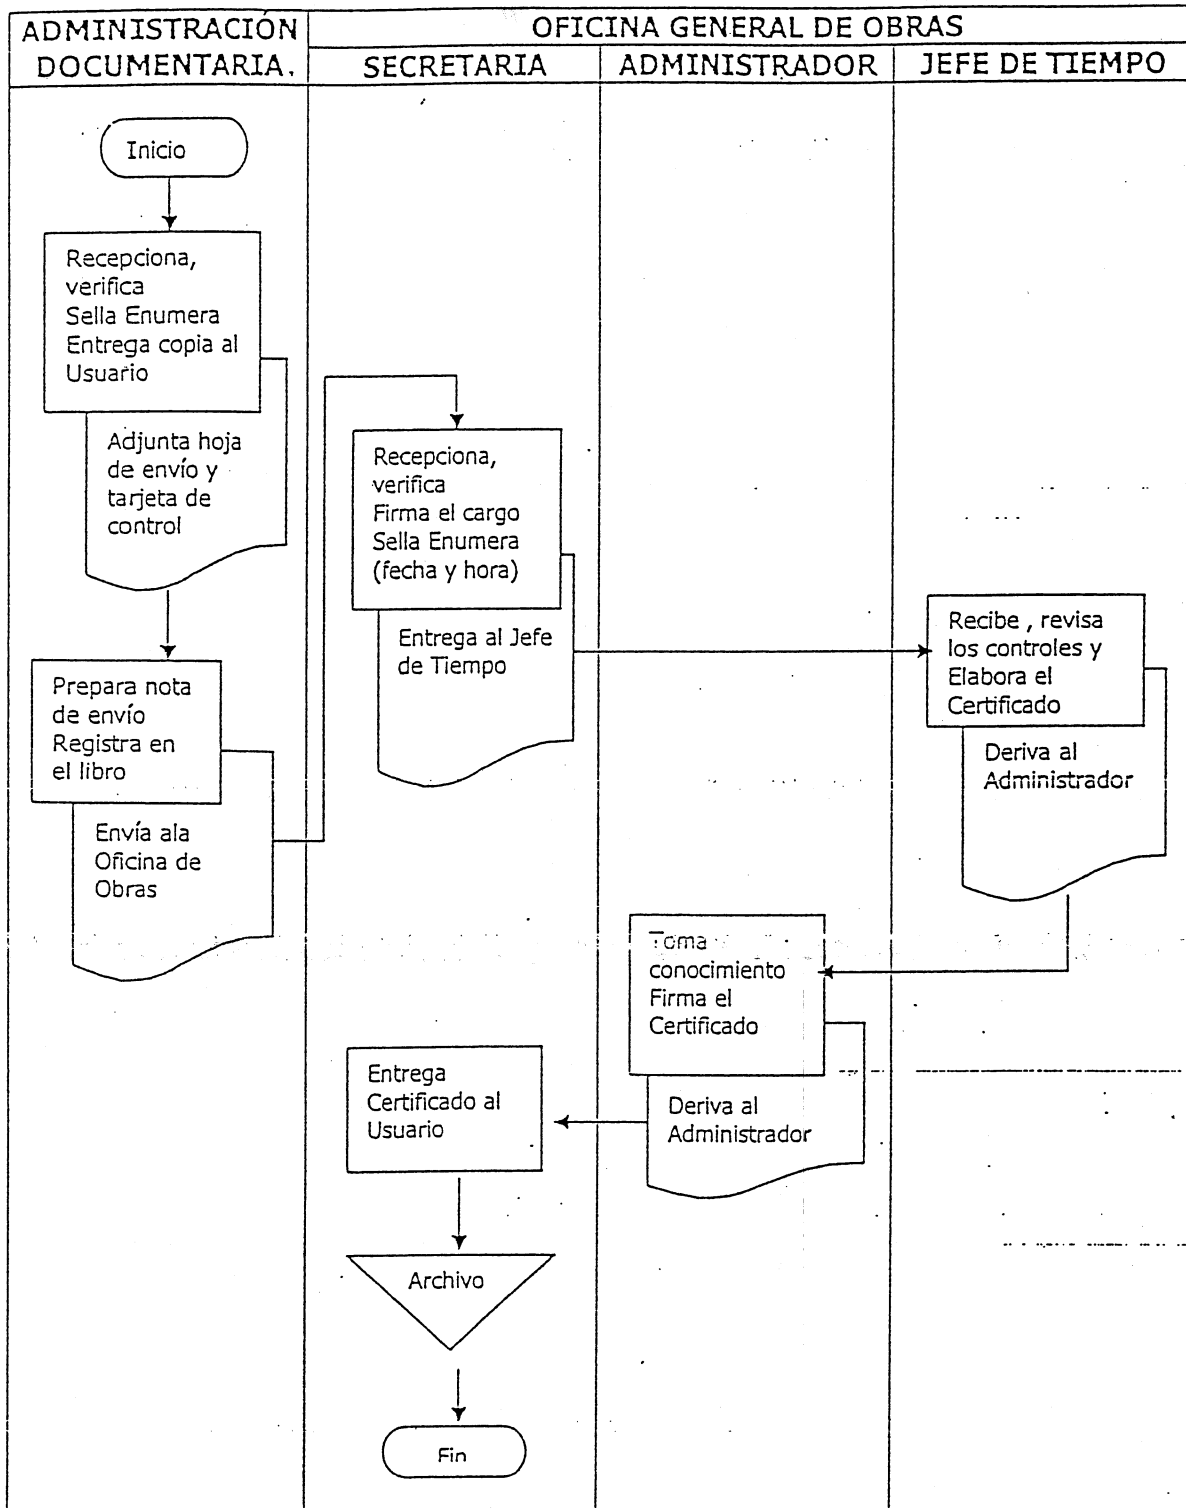 ADMINISTRACIÓN
DOCUMENTARIA.
OFICINA GENERAL DE OBRAS
SECRETARIA
ADMINISTRADOR
JEFE DE TIEMPO
Inicio
Recepciona,
verifica
Sella Enumera
Entrega copia al
Usuario
Adjunta hoja
de envío y
tarjeta de
control
Prepara nota
de envío
Registra en
el libro
Envía ala
Oficina de
Obras
Recepciona,
verifica
Firma el cargo
Sella Enumera
(fecha y hora)
Entrega al Jefe
de Tiempo
Recibe , revisa
los controles y
Elabora el
Certificado
Deriva al
Administrador
Toma
conocimiento
Firma el
Certificado
Deriva al
Administrador
Entrega
Certificado al
Usuario
Archivo
Fin